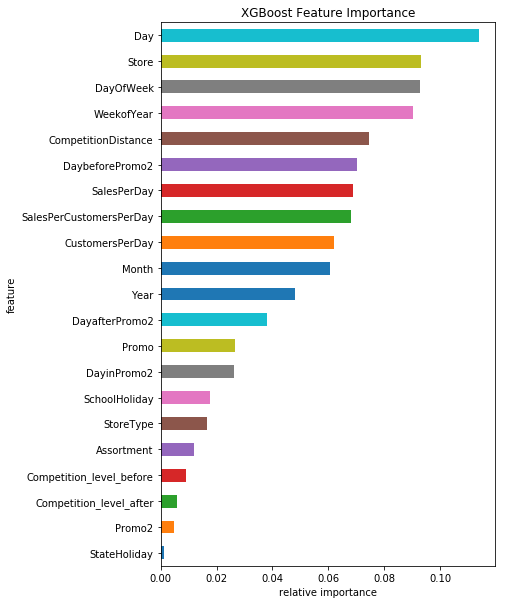 XGBoost Feature Importance
Day
Store
DayOfWeek
WeekofYear
CompetitionDistance
DaybeforePromo2
SalesPerDay
SalesPerCustomersPerDay
CustomersPerDay
Month
Year
DayafterPromo2
Promo
DayinPromo2
SchoolHoliday
StoreType
Assortment
Competition_level_before
Competition_level_after
Promo2
StateHoliday
feature
0.00 0.02 0.04 0.06 0.08 0.10
relative importance